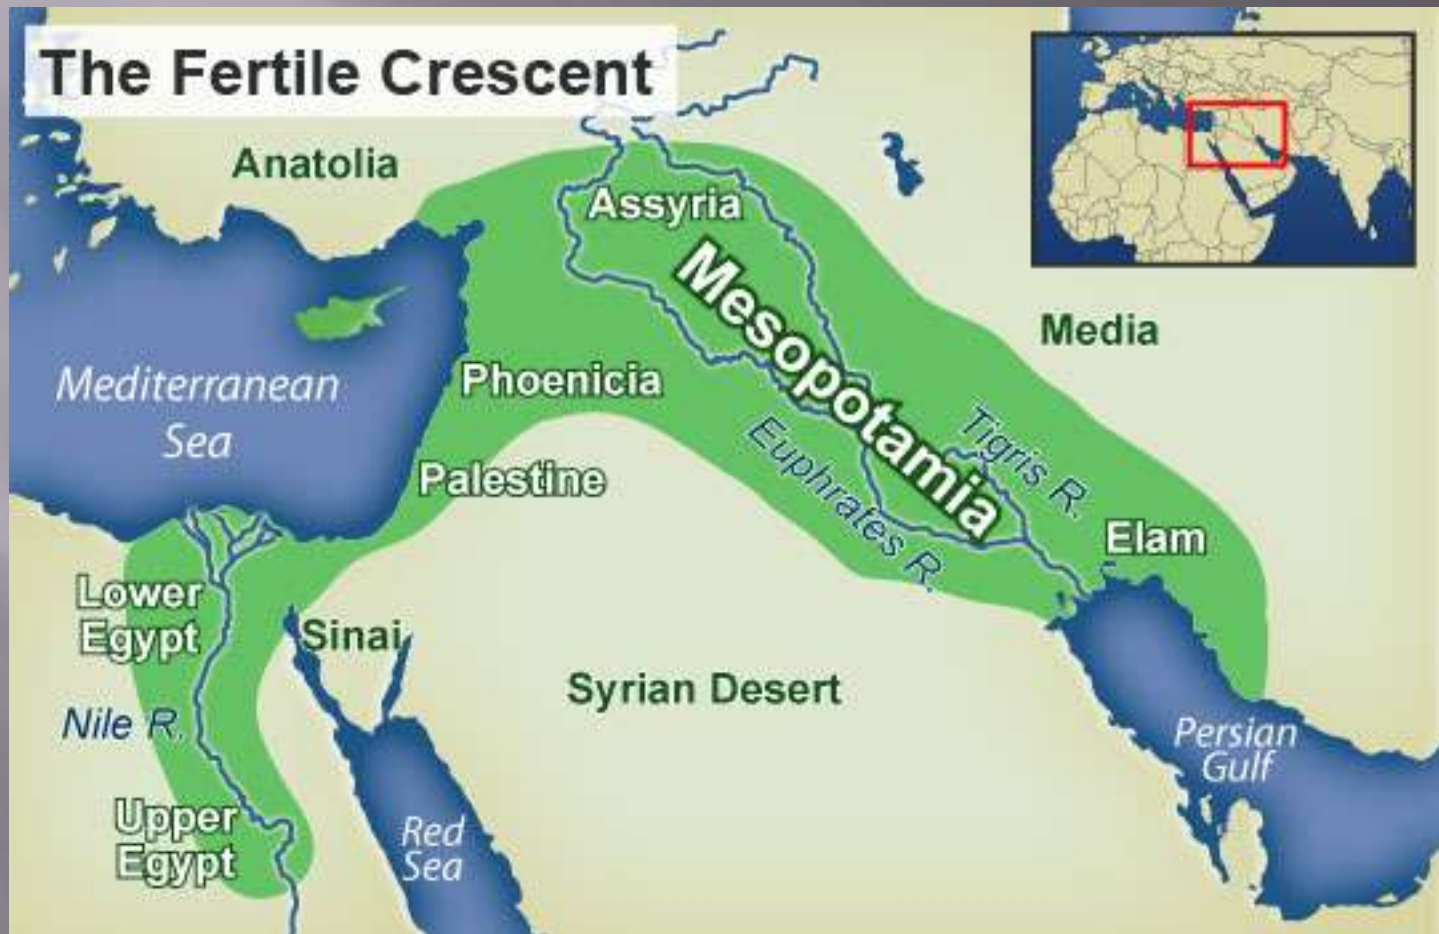 The Fertile Crescent
Anatolia
Assyria
Mesopotamia
Media
Mediterranean
Sea
Phoenicia
Palestine
Tigris R.
Euphrates R.
Elam
Lower
Egypt
Sinai
Syrian Desert
Nile R.
Persian
Gulf
Upper
Egypt
Red
Sea